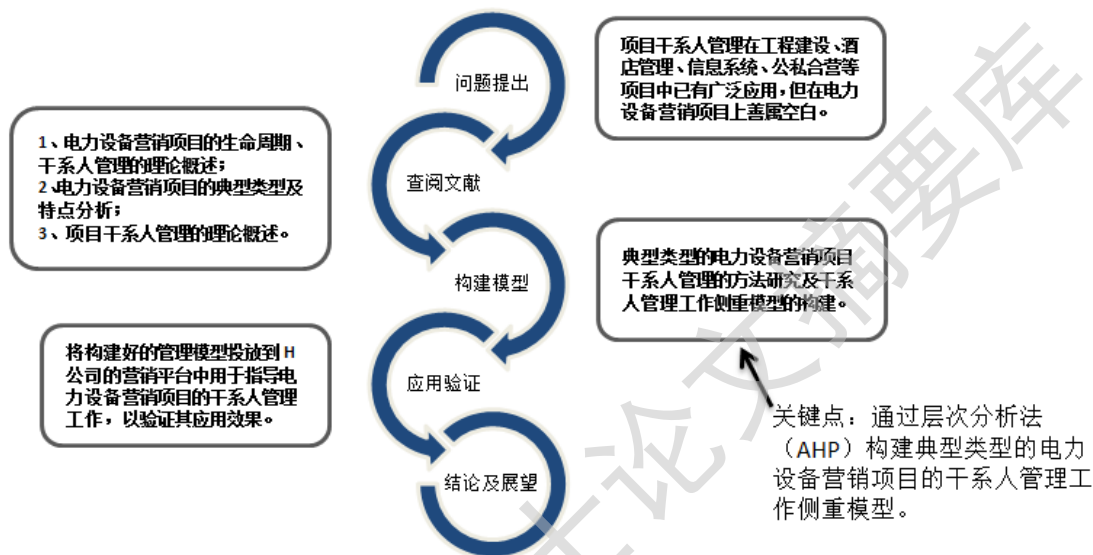 问题提出
项目干系人管理在工程建设、酒
店管理、信息系统、公私合营等
项目中已有广泛应用,但在电力
设备营销项目上善属空白。
1、电力设备营销项目的生命周期、
干系人管理的理论概述;
2、电力设备营销项目的典型类型及
特点分析;
3、项目干系人管理的理论概述。
查阅文献
构建模型
典型类型的电力设备营销项目
干系人管理的方法研究及干系
人管理工作侧重模型的构建。
将构建好的管理模型投放到 H
公司的营销平台中用于指导电
力设备营销项目的干系人管理
工作,以验证其应用效果。
应用验证
关键点:通过层次分析法
(AHP)构建典型类型的电力
设备营销项目的干系人管理工
作侧重模型。
结论及展望
士论文摘要库